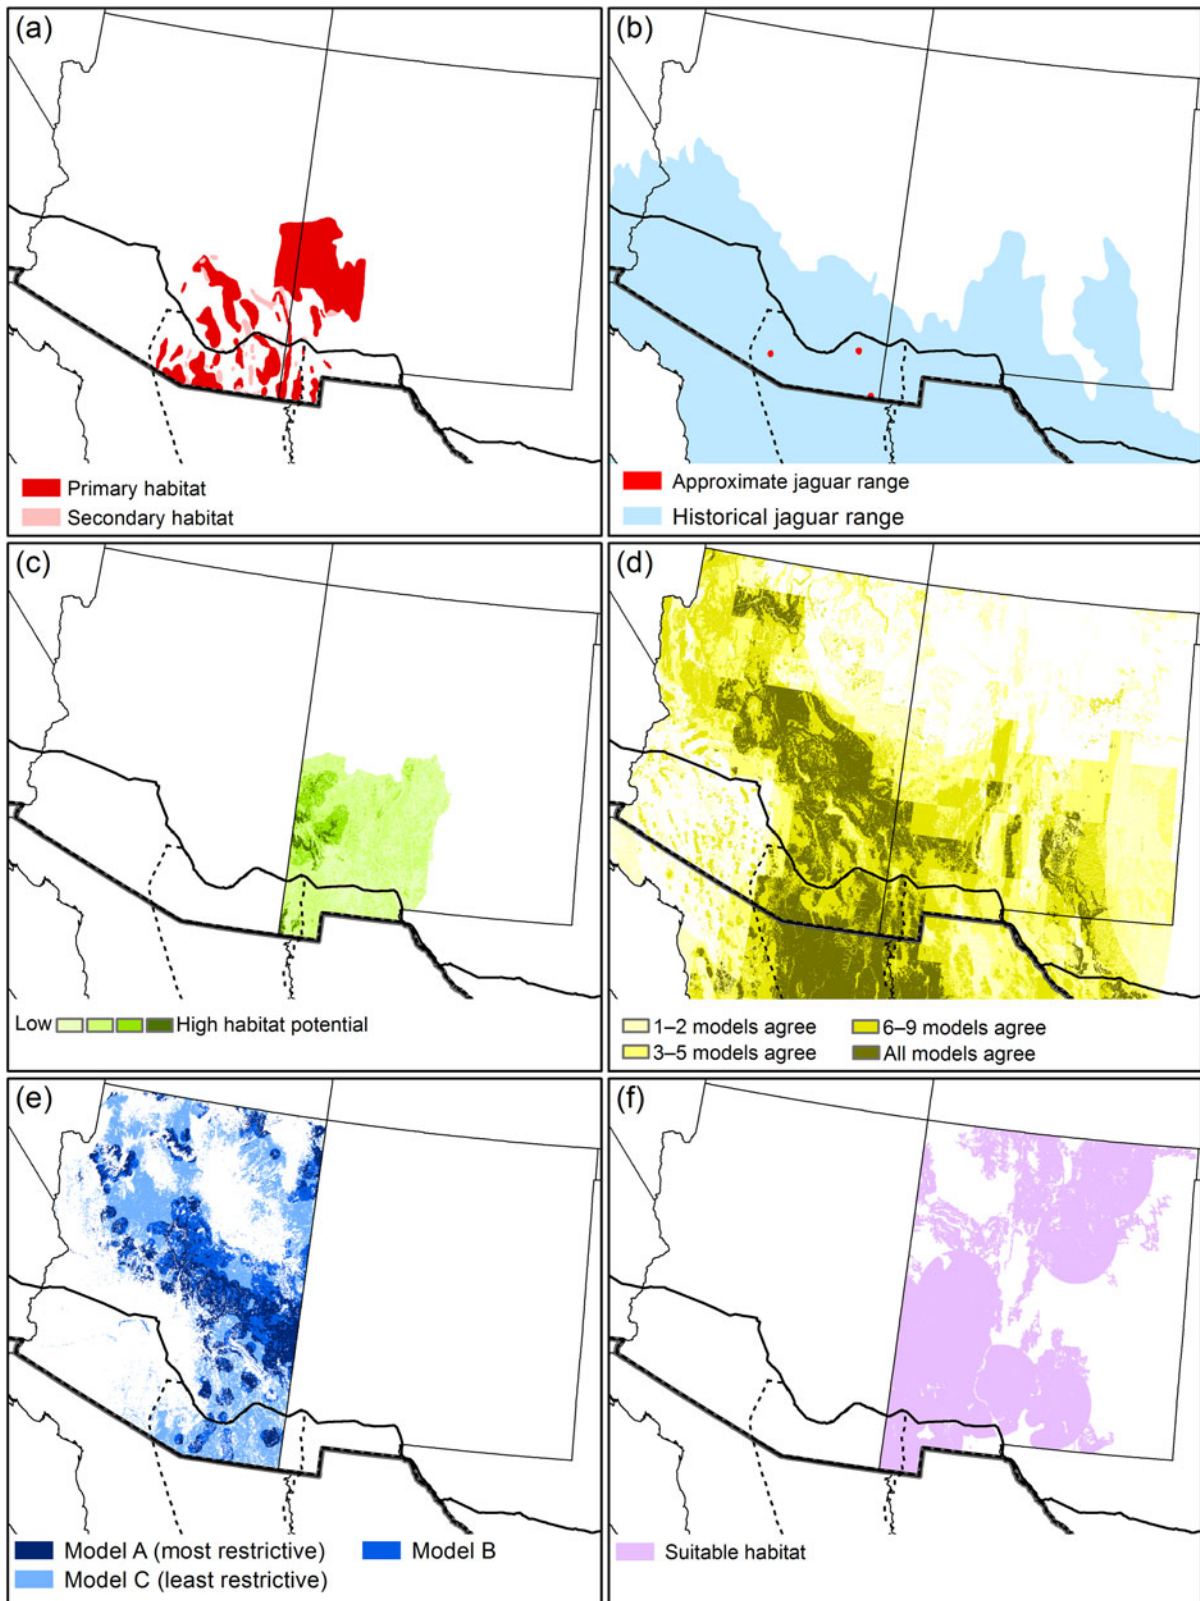 (a)
Primary habitat
Secondary habitat
(b)
Approximate jaguar range
Historical jaguar range
(c)
Low High habitat potential
(d)
1–2 models agree 6–9 models agree
3–5 models agree All models agree
(e)
Model A (most restrictive) Model B
Model C (least restrictive)
(f)
Suitable habitat